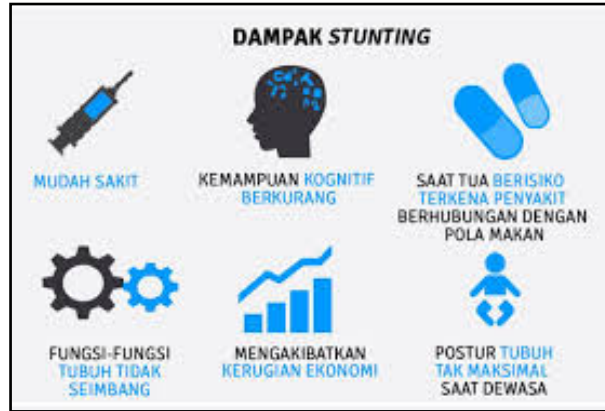 DAMPAK STUNTING
MUDAH SAKIT
KEMAMPUAN KOGNITIF
BERKURANG
SAAT TUA BERISIKO
TERKENA PENYAKIT
BERHUBUNGAN DENGAN
POLA MAKAN
FUNGSI-FUNGSI
TUBUH TIDAK
SEIMBANG
MENGAKIBATKAN
KERUGIAN EKONOMI
POSTUR TUBUH
TAK MAKSIMAL
SAAT DEWASA